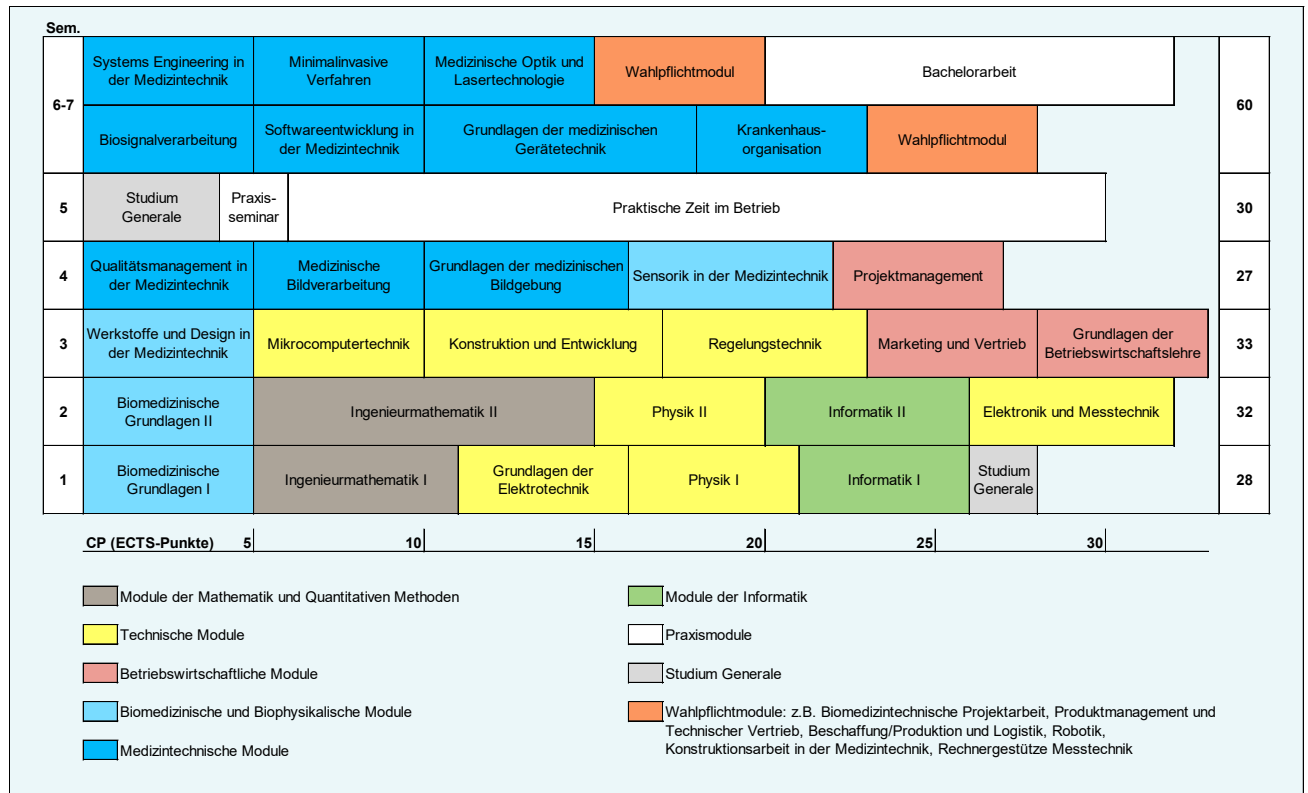 Sem.
6-7
Systems Engineering in
der Medizintechnik
Minimalinvasive
Verfahren
Medizinische Optik und
Lasertechnologie
Wahlpflichtmodul
Bachelorarbeit
60
Biosignalverarbeitung
Softwareentwicklung in
der Medizintechnik
Grundlagen der medizinischen
Gerätetechnik
Krankenhaus-
organisation
Wahlpflichtmodul
5
Studium
Generale
Praxis-
seminar
Praktische Zeit im Betrieb
30
4
Qualitätsmanagement in
der Medizintechnik
Medizinische
Bildverarbeitung
Grundlagen der medizinischen
Bildgebung
Sensorik in der Medizintechnik
Projektmanagement
27
3
Werkstoffe und Design in
der Medizintechnik
Mikrocomputertechnik
Konstruktion und Entwicklung
Regelungstechnik
Marketing und Vertrieb
Grundlagen der
Betriebswirtschaftslehre
33
2
Biomedizinische
Grundlagen II
Ingenieurmathematik II
Physik II
Informatik II
Elektronik und Messtechnik
32
1
Biomedizinische
Grundlagen I
Ingenieurmathematik I
Grundlagen der
Elektrotechnik
Physik I
Informatik I
Studium
Generale
28
CP (ECTS-Punkte) 5 10 15 20 25 30
Module der Mathematik und Quantitativen Methoden
Technische Module
Betriebswirtschaftliche Module
Biomedizinische und Biophysikalische Module
Medizintechnische Module
Module der Informatik
Praxismodule
Studium Generale
Wahlpflichtmodule: z.B. Biomedizintechnische Projektarbeit, Produktmanagement und
Technischer Vertrieb, Beschaffung/Produktion und Logistik, Robotik,
Konstruktionsarbeit in der Medizintechnik, Rechnergestütze Messtechnik